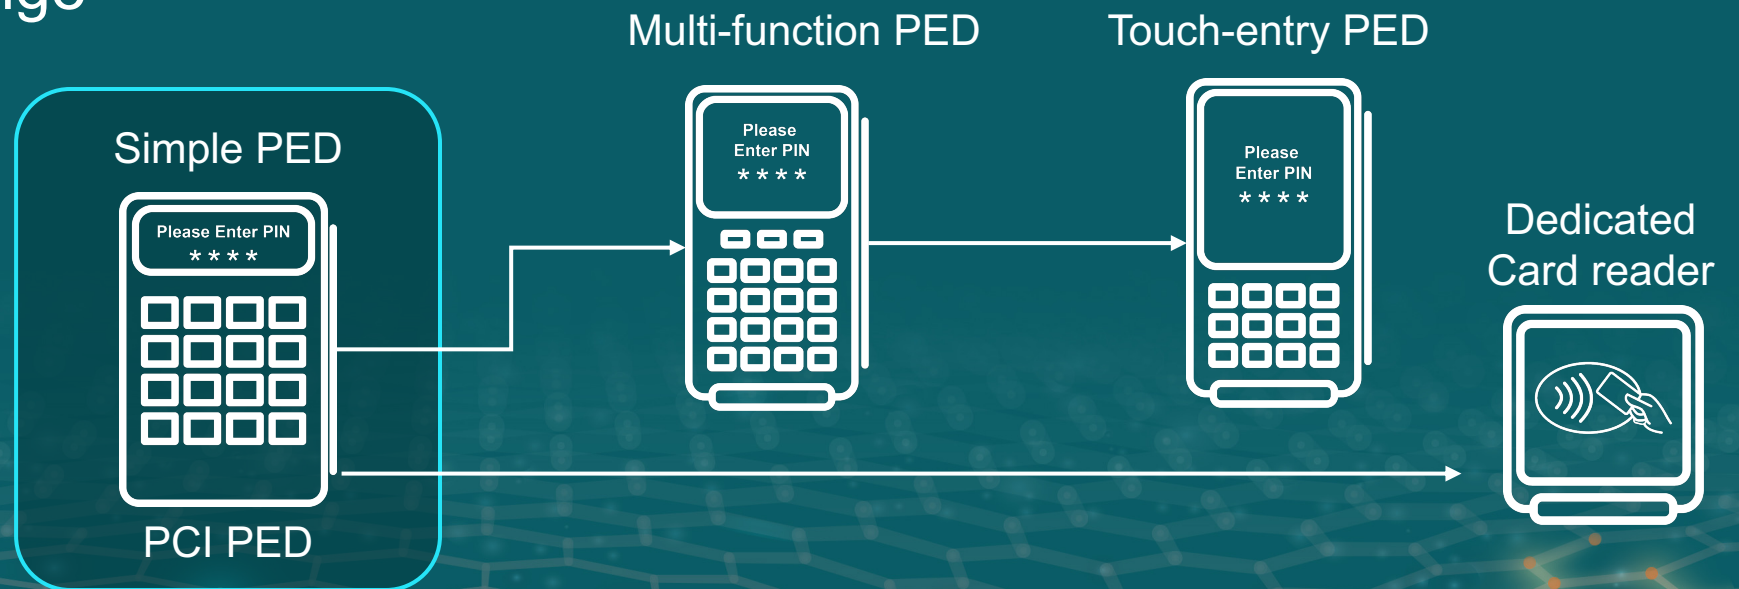 Multi-function PED
Touch-entry PED
Simple PED
Please Enter PIN
* * * *
PCI PED
Please
Enter PIN
* * * *
Please
Enter PIN
* * * *
Dedicated
Card reader